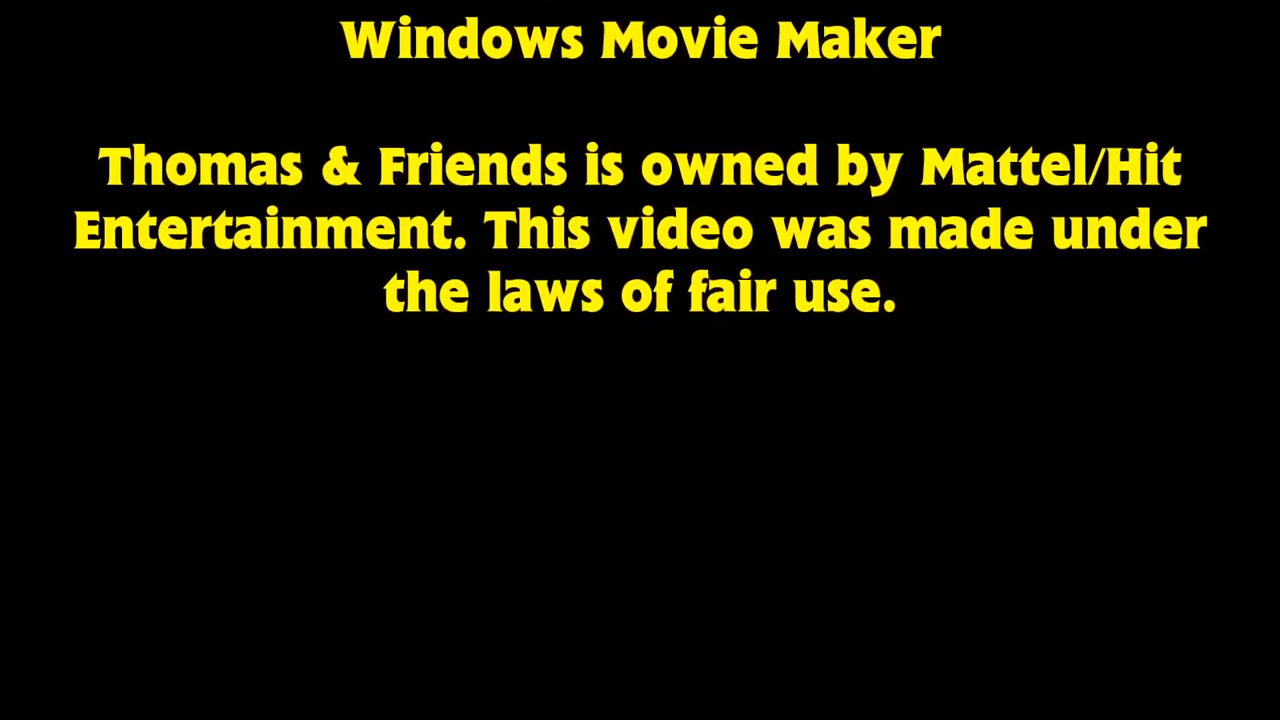 Windows Movie Maker
Thomas & Friends is owned by Mattel/Hit
Entertainment. This video was made under
the laws of fair use.